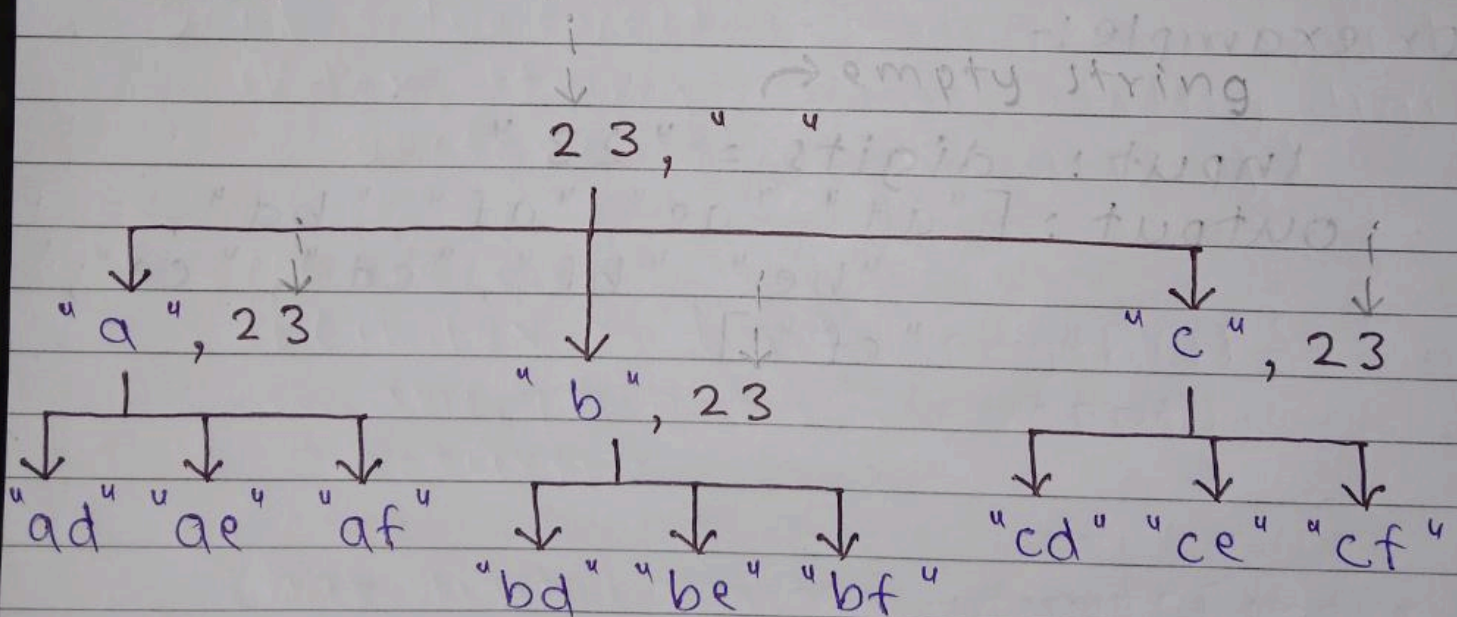 i
→ empty string
23, " "
i i
"a", 23 i "c", 23
"b", 23
"ad" "ae" "af" "cd" "ce" "cf"
"bd" "be" "bf"